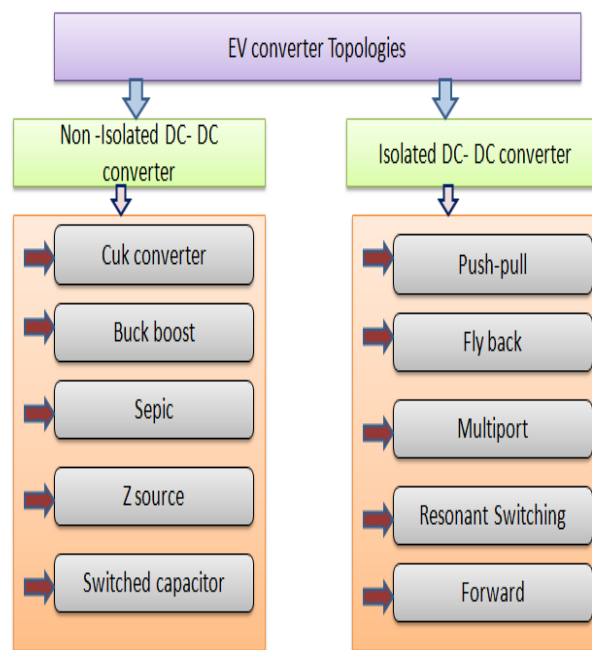 EV converter Topologies
Non -Isolated DC- DC
converter
Cuk converter
Buck boost
Sepic
Z source
Switched capacitor
Isolated DC- DC converter
Push-pull
Fly back
Multiport
Resonant Switching
Forward